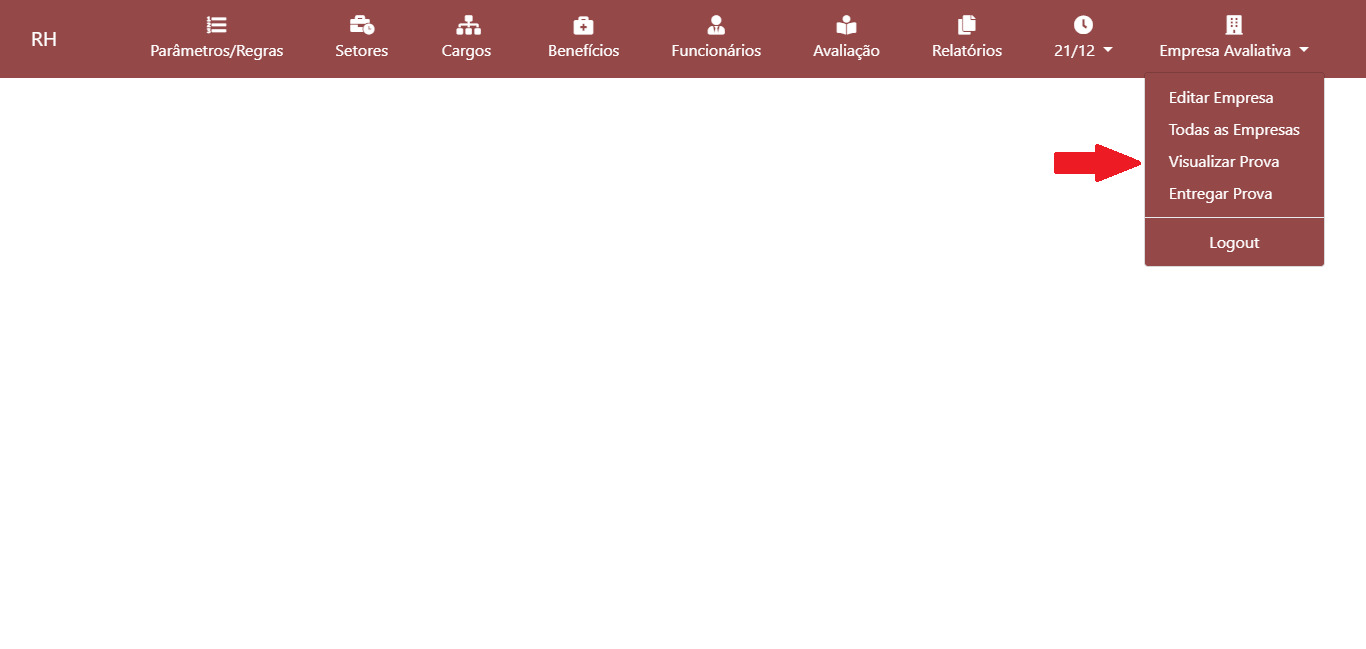 RH
Parâmetros/Regras
Setores
Cargos
Benefícios
Funcionários
Avaliação
Relatórios
21/12
Empresa Avaliativa
Editar Empresa
Todas as Empresas
Visualizar Prova
Entregar Prova
Logout